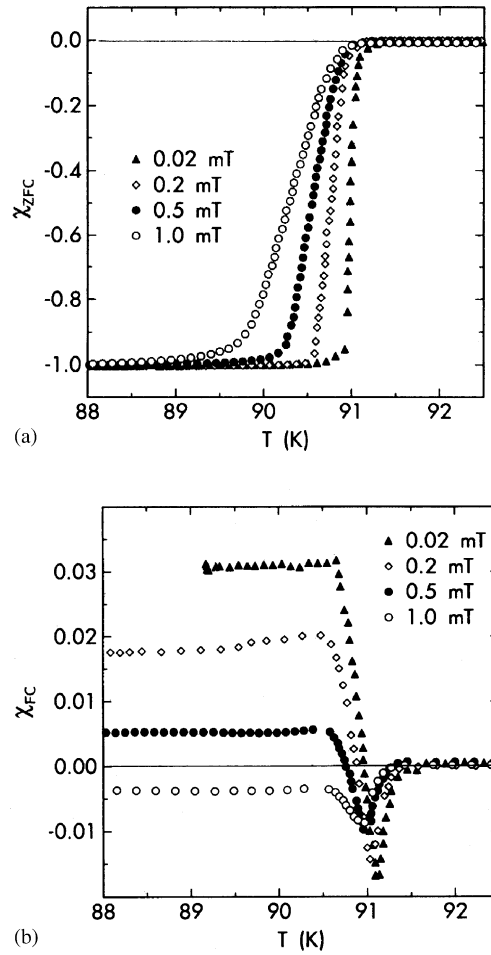 0.0
-0.2
-0.4
-0.6
-0.8
-1.0
χZFC
0.02 mT
0.2 mT
0.5 mT
1.0 mT
88 89 90 91 92
T (K)
(a)
0.03
0.02
0.01
0.00
-0.01
χFC
0.02 mT
0.2 mT
0.5 mT
1.0 mT
88 89 90 91 92
T (K)
(b)